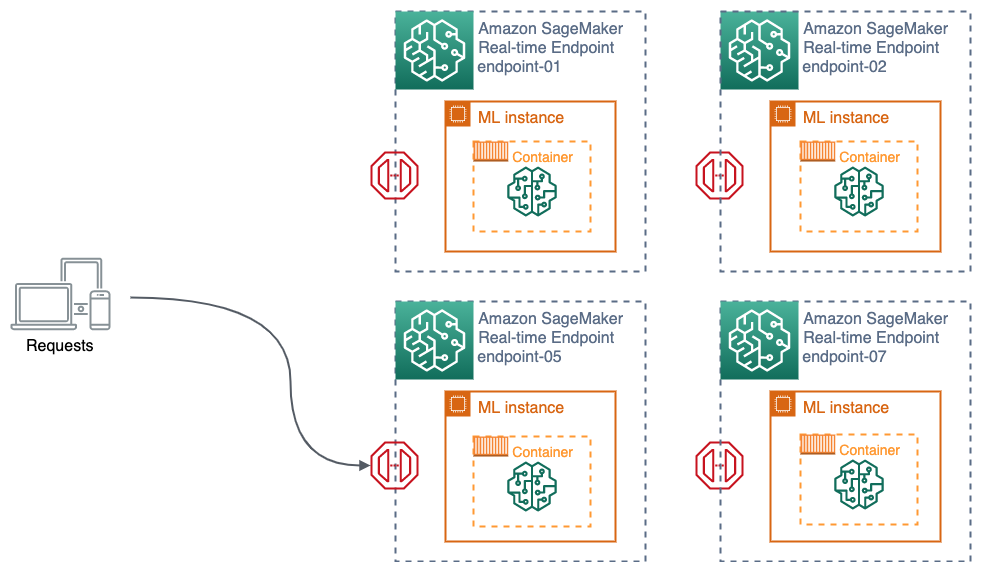 Amazon SageMaker
Real-time Endpoint
endpoint-01
ML instance
Container
Amazon SageMaker
Real-time Endpoint
endpoint-02
ML instance
Container
Requests
Amazon SageMaker
Real-time Endpoint
endpoint-05
ML instance
Container
Amazon SageMaker
Real-time Endpoint
endpoint-07
ML instance
Container